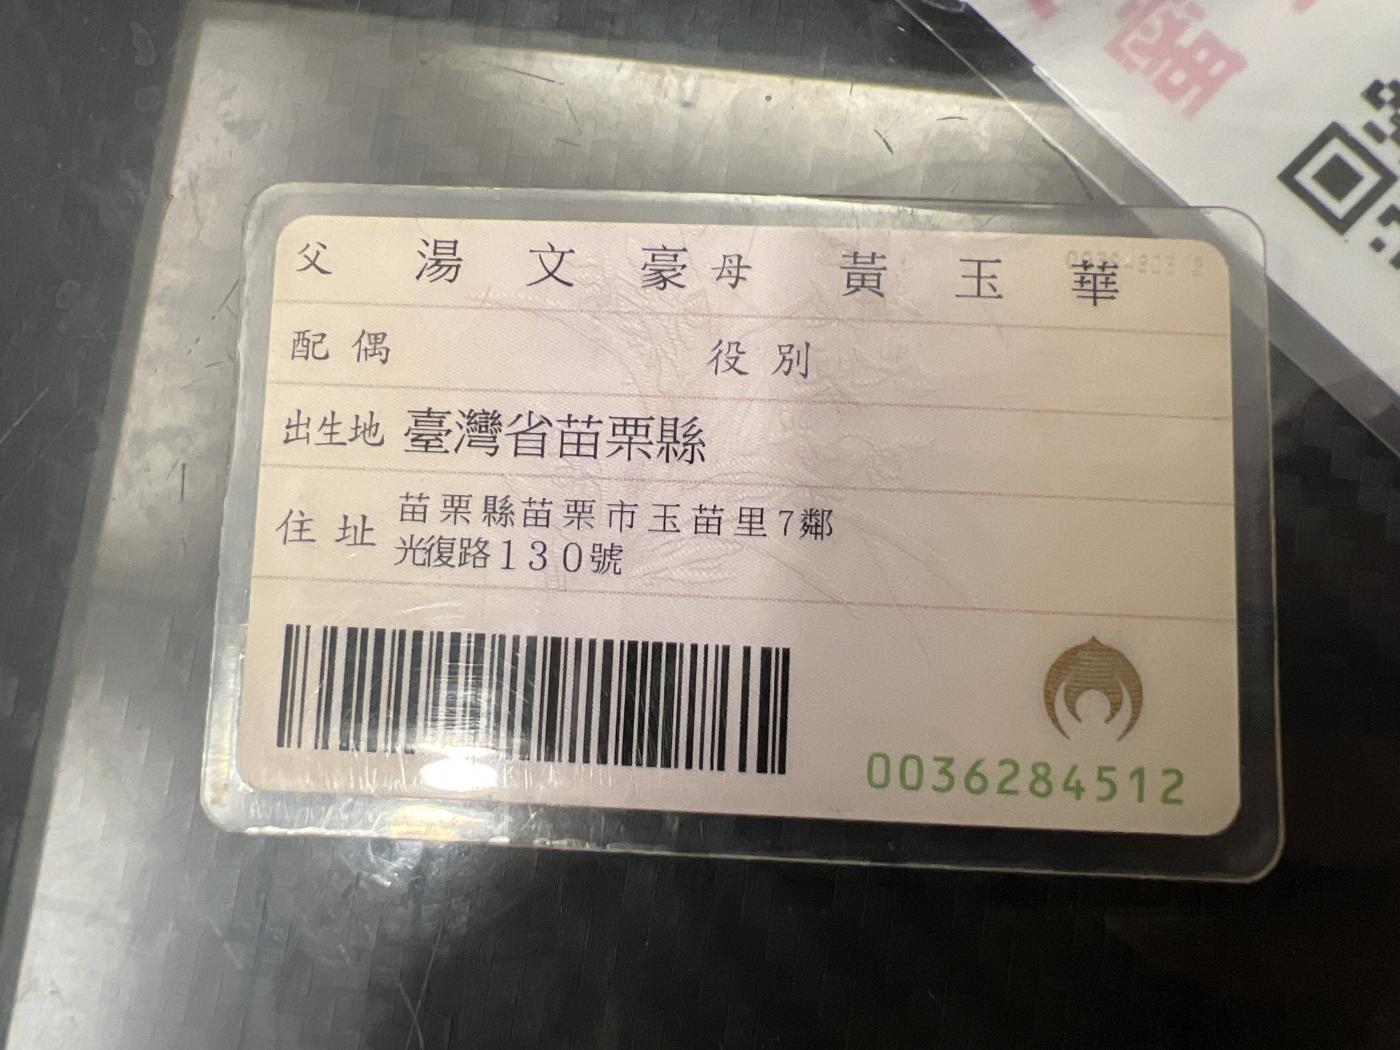 父 湯文豪 母 黃玉華
配偶 役別
出生地 臺灣省苗栗縣
住址 苗栗縣苗栗市玉苗里7鄰
光復路130號
0036284512